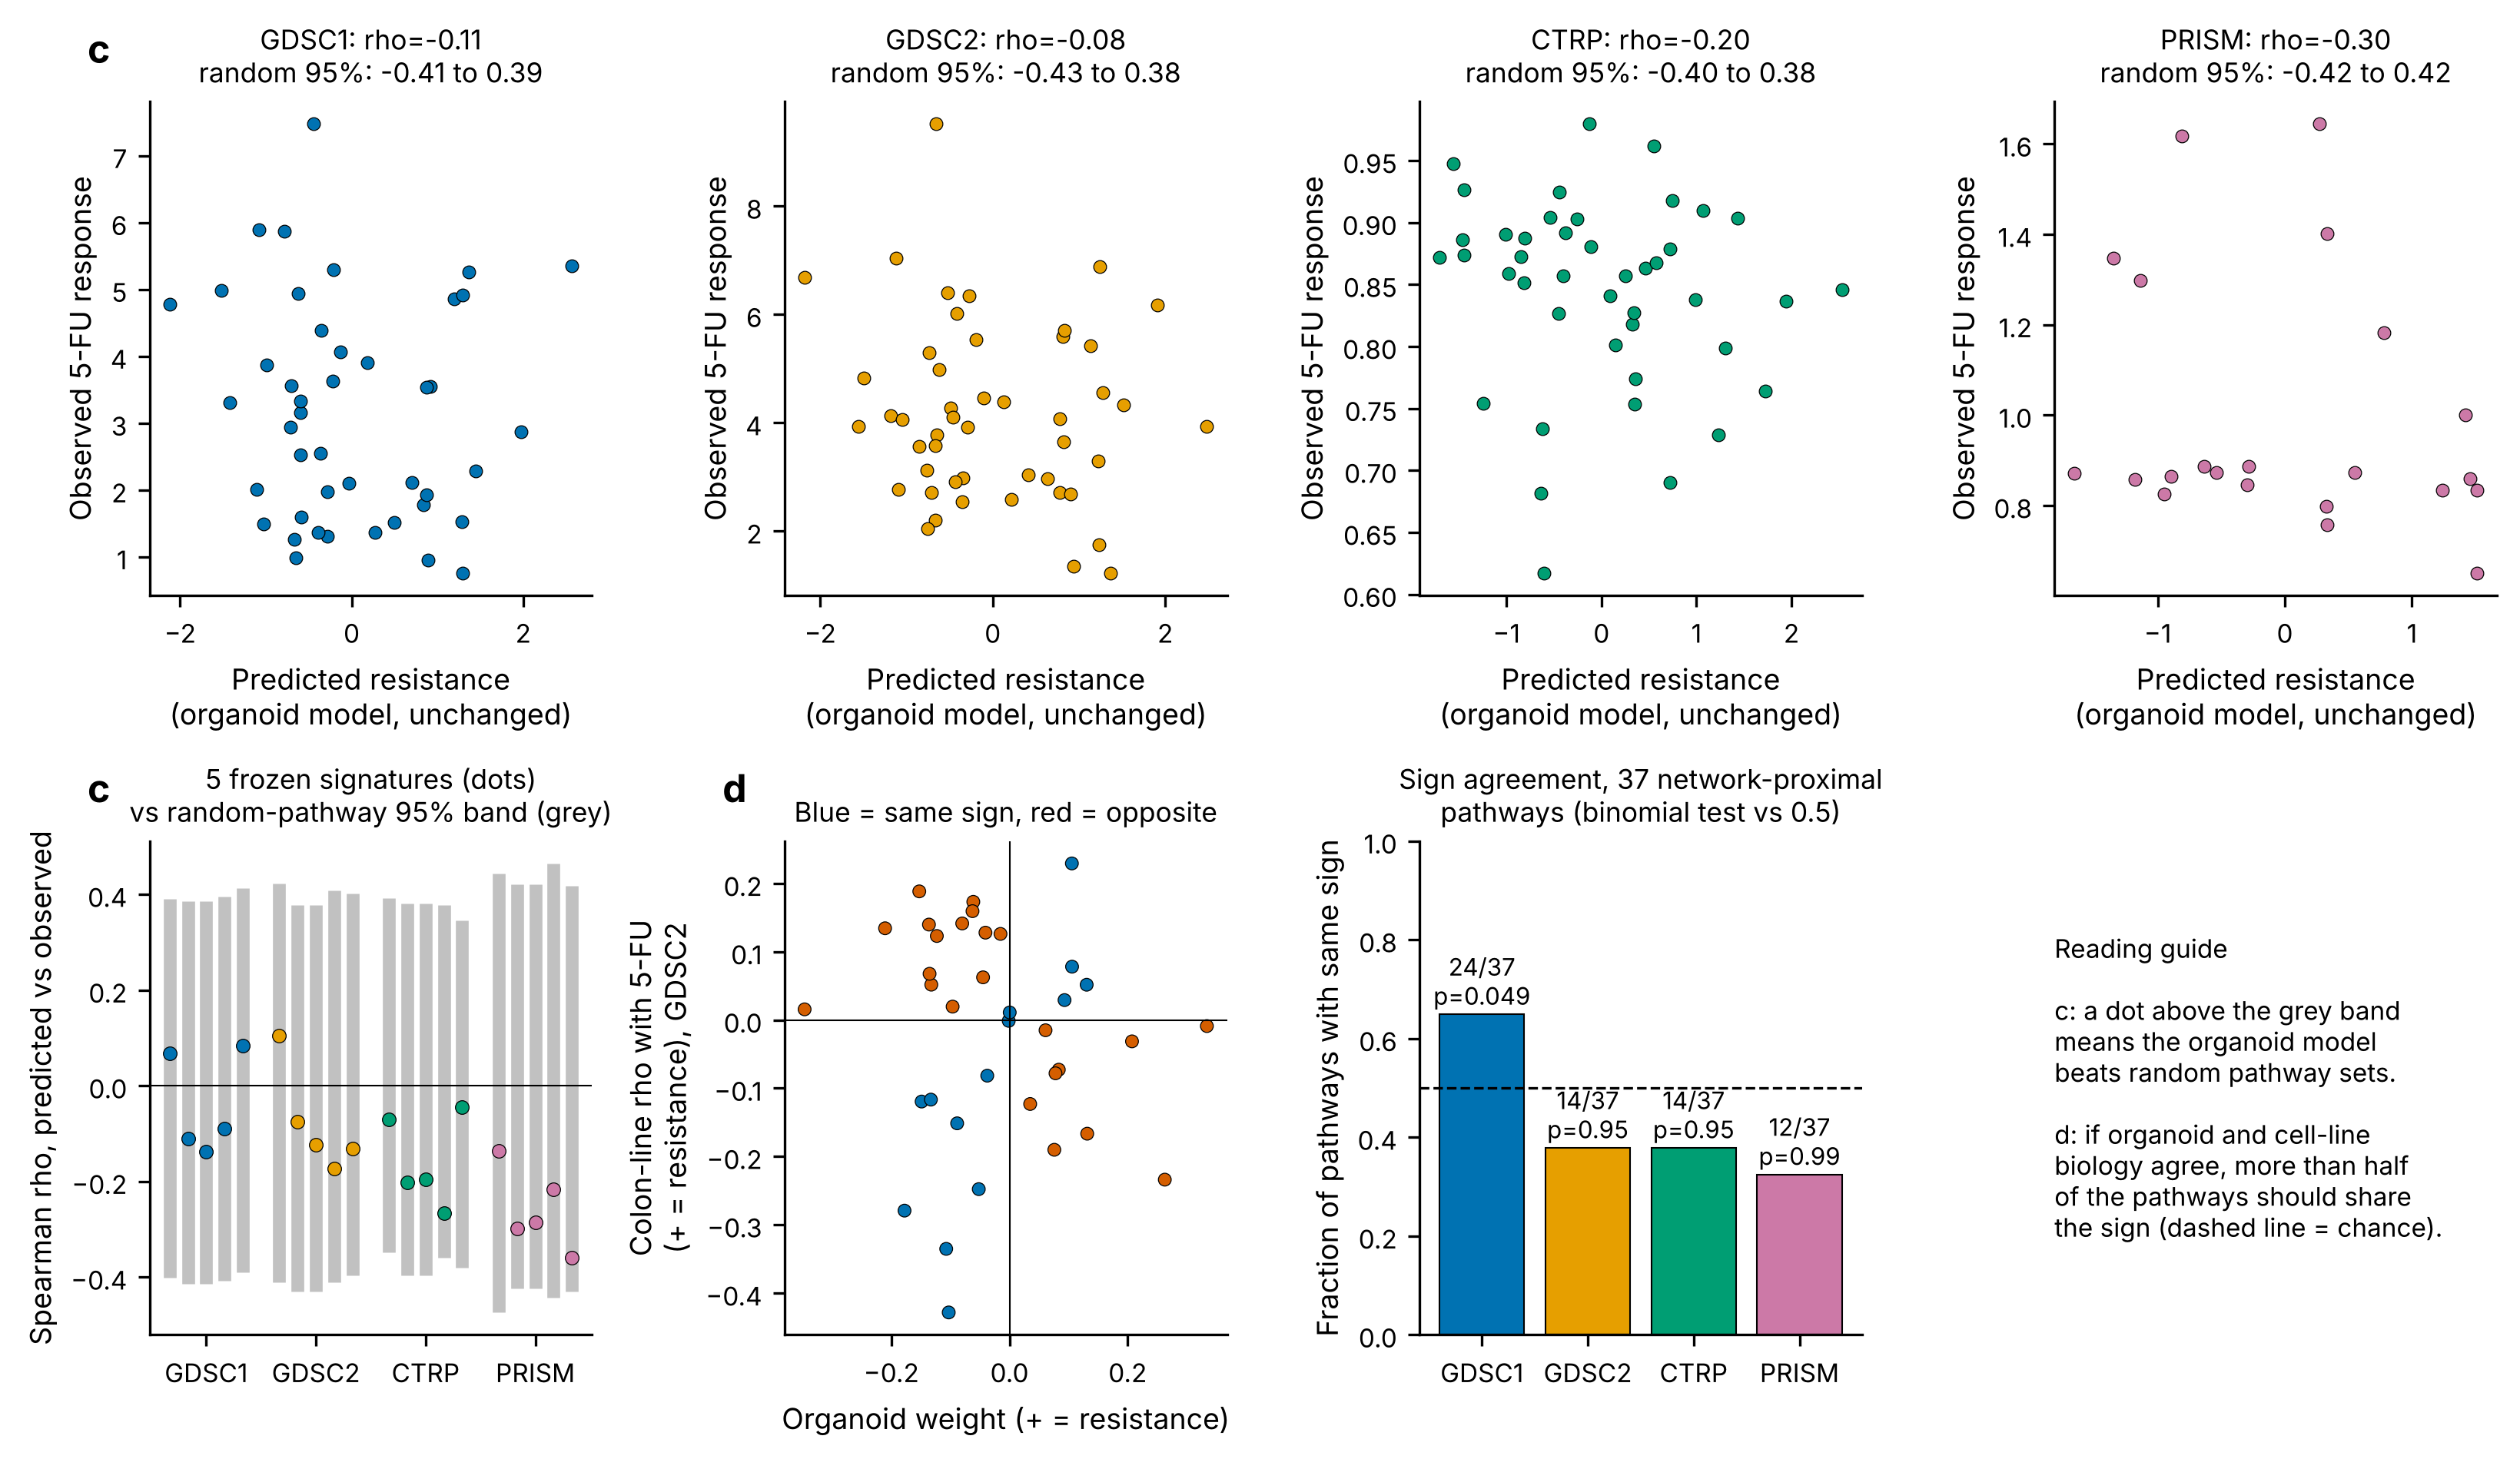 c
GDSC1: rho=-0.11
random 95%: -0.41 to 0.39
Observed 5-FU response
7
6
5
4
3
2
1
−2
0
2
Predicted resistance
(organoid model, unchanged)
GDSC2: rho=-0.08
random 95%: -0.43 to 0.38
Observed 5-FU response
8
6
4
2
−2
0
2
Predicted resistance
(organoid model, unchanged)
CTRP: rho=-0.20
random 95%: -0.40 to 0.38
Observed 5-FU response
0.95
0.90
0.85
0.80
0.75
0.70
0.65
0.60
−1
0
1
2
Predicted resistance
(organoid model, unchanged)
PRISM: rho=-0.30
random 95%: -0.42 to 0.42
Observed 5-FU response
1.6
1.4
1.2
1.0
0.8
−1
0
1
Predicted resistance
(organoid model, unchanged)
c
5 frozen signatures (dots)
vs random-pathway 95% band (grey)
Spearman rho, predicted vs observed
0.4
0.2
0.0
−0.2
−0.4
GDSC1
GDSC2
CTRP
PRISM
d
Blue = same sign, red = opposite
Colon-line rho with 5-FU
(+ = resistance), GDSC2
0.2
0.1
0.0
−0.1
−0.2
−0.3
−0.4
−0.2
0.0
0.2
Organoid weight (+ = resistance)
Sign agreement, 37 network-proximal
pathways (binomial test vs 0.5)
Fraction of pathways with same sign
1.0
0.8
0.6
0.4
0.2
0.0
24/37
p=0.049
14/37
p=0.95
14/37
p=0.95
12/37
p=0.99
GDSC1
GDSC2
CTRP
PRISM
Reading guide
c: a dot above the grey band
means the organoid model
beats random pathway sets.
d: if organoid and cell-line
biology agree, more than half
of the pathways should share
the sign (dashed line = chance).